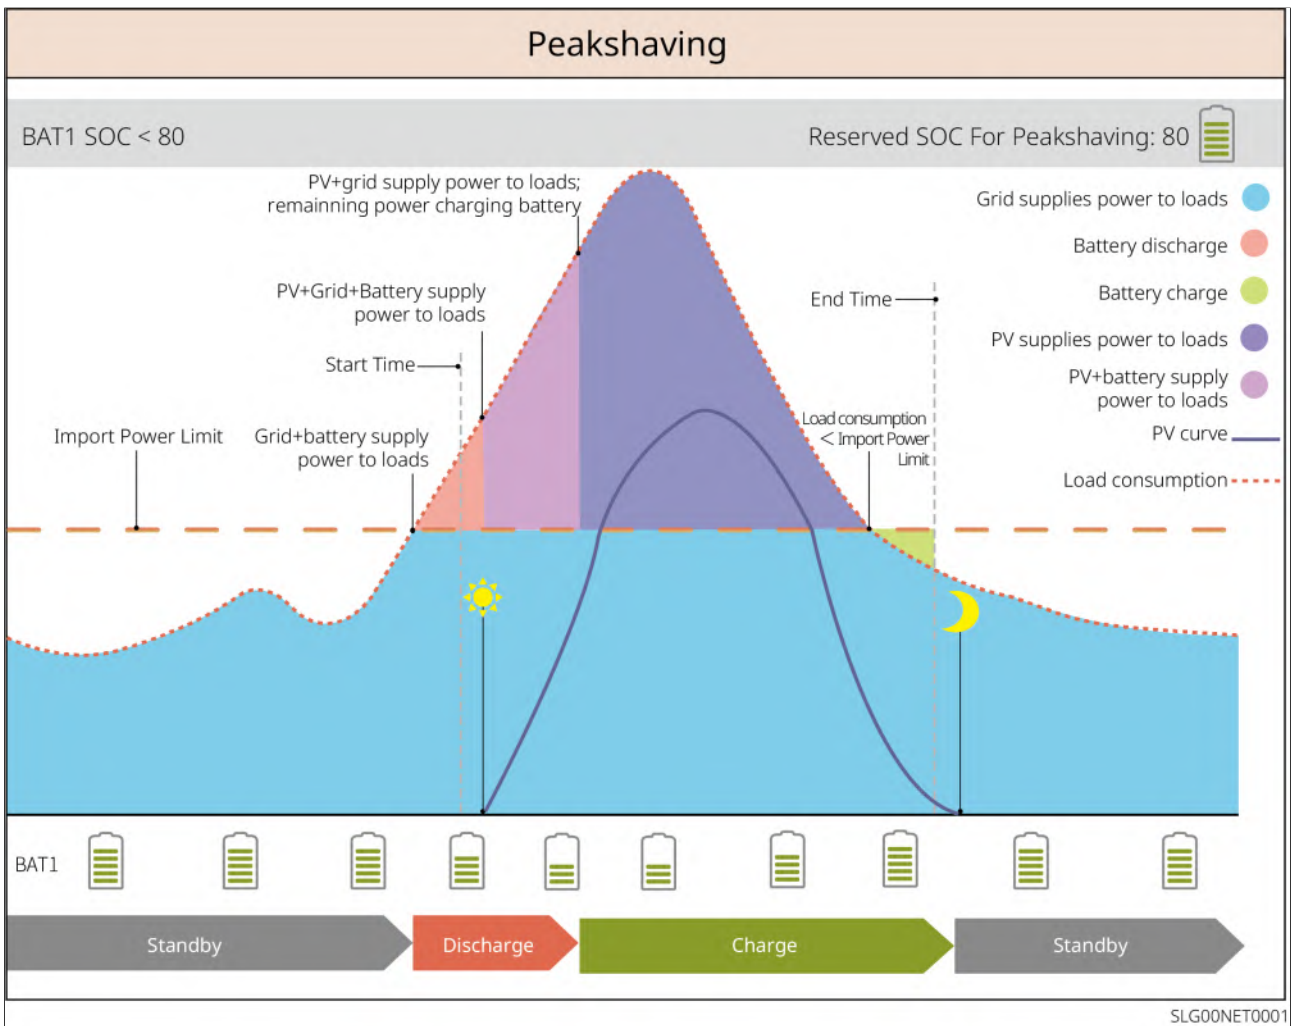 Peakshaving
BAT1 SOC < 80
Reserved SOC For Peakshaving: 80
PV+grid supply power to loads;
remainning power charging battery
Grid supplies power to loads
Battery discharge
PV+Grid+Battery supply
power to loads
End Time
Battery charge
Start Time
PV supplies power to loads
PV+battery supply
power to loads
Import Power Limit
Grid+battery supply
power to loads
Load consumption
< Import Power
Limit
PV curve
Load consumption
BAT1
Standby
Discharge
Charge
Standby
SLG00NET0001